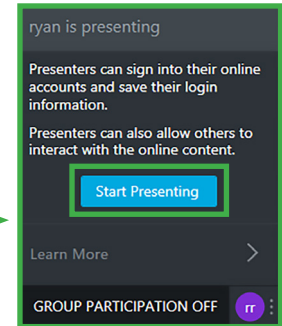 ryan is presenting
Presenters can sign into their online
accounts and save their login
information.
Presenters can also allow others to
interact with the online content.
Start Presenting
Learn More
GROUP PARTICIPATION OFF
rr